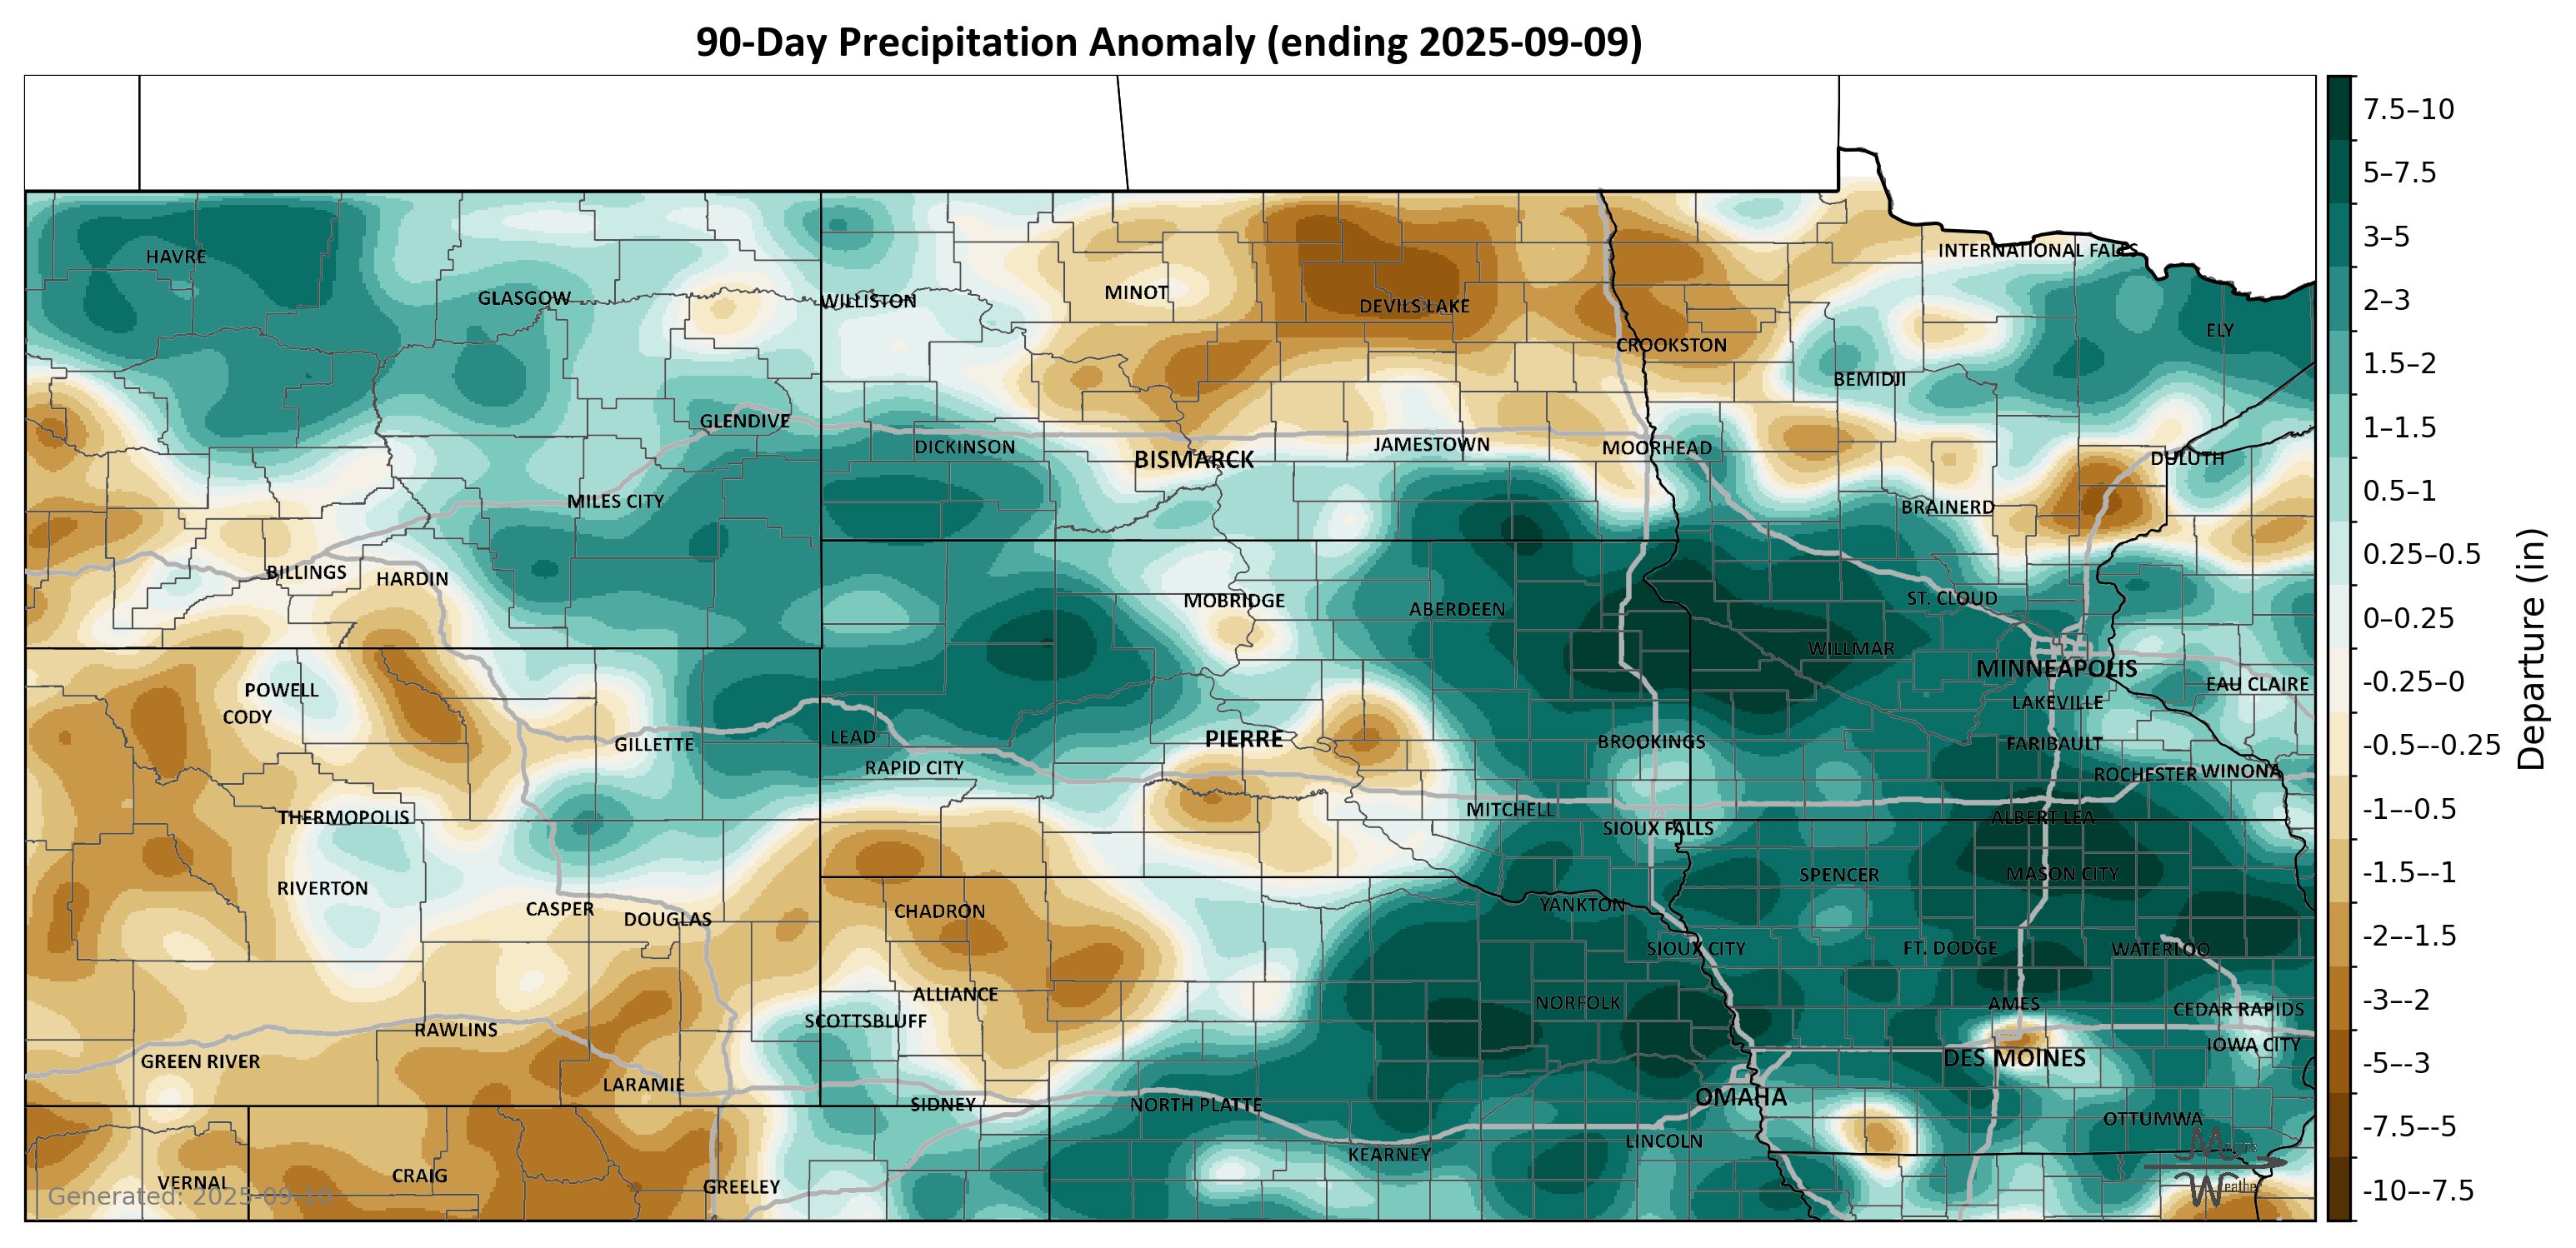 90-Day Precipitation Anomaly (ending 2025-09-09)
HAVRE
GLASGOW
WILLISTON
MINOT
DEVILS LAKE
CROOKSTON
INTERNATIONAL FALLS
ELY
BEMIDJI
GLENDIVE
DICKINSON
BISMARCK
JAMESTOWN
MOORHEAD
DULUTH
MILES CITY
BRAINERD
BILLINGS
HARDIN
MOBRIDGE
ABERDEEN
ST. CLOUD
WILLMAR
MINNEAPOLIS
EAU CLAIRE
LAKEVILLE
POWELL
CODY
GILLETTE
LEAD
PIERRE
BROOKINGS
FARIBAULT
RAPID CITY
ROCHESTER
WINONA
THERMOPOLIS
MITCHELL
SIOUX FALLS
ALBERT LEA
RIVERTON
SPENCER
MASON CITY
CASPER
DOUGLAS
CHADRON
YANKTON
SIOUX CITY
FT. DODGE
WATERLOO
ALLIANCE
NORFOLK
AMES
CEDAR RAPIDS
SCOTTSBLUFF
RAWLINS
GREEN RIVER
DES MOINES
IOWA CITY
LARAMIE
SIDNEY
NORTH PLATTE
OMAHA
OTTUMWA
LINCOLN
KEARNEY
VERNAL
CRAIG
GREELEY
Generated: 2025-09-10
Weather
7.5–10
5–7.5
3–5
2–3
1.5–2
1–1.5
0.5–1
0.25–0.5
0–0.25
-0.25–0
-0.5–-0.25
-1–-0.5
-1.5–-1
-2–-1.5
-3–-2
-5–-3
-7.5–-5
-10–-7.5
Departure (in)